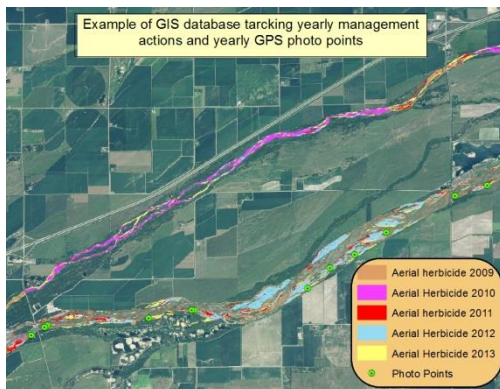 Example of GIS database tarcking yearly management
actions and yearly GPS photo points
Aerial herbicide 2009
Aerial Herbicide 2010
Aerial herbicide 2011
Aerial Herbicide 2012
Aerial Herbicide 2013
Photo Points